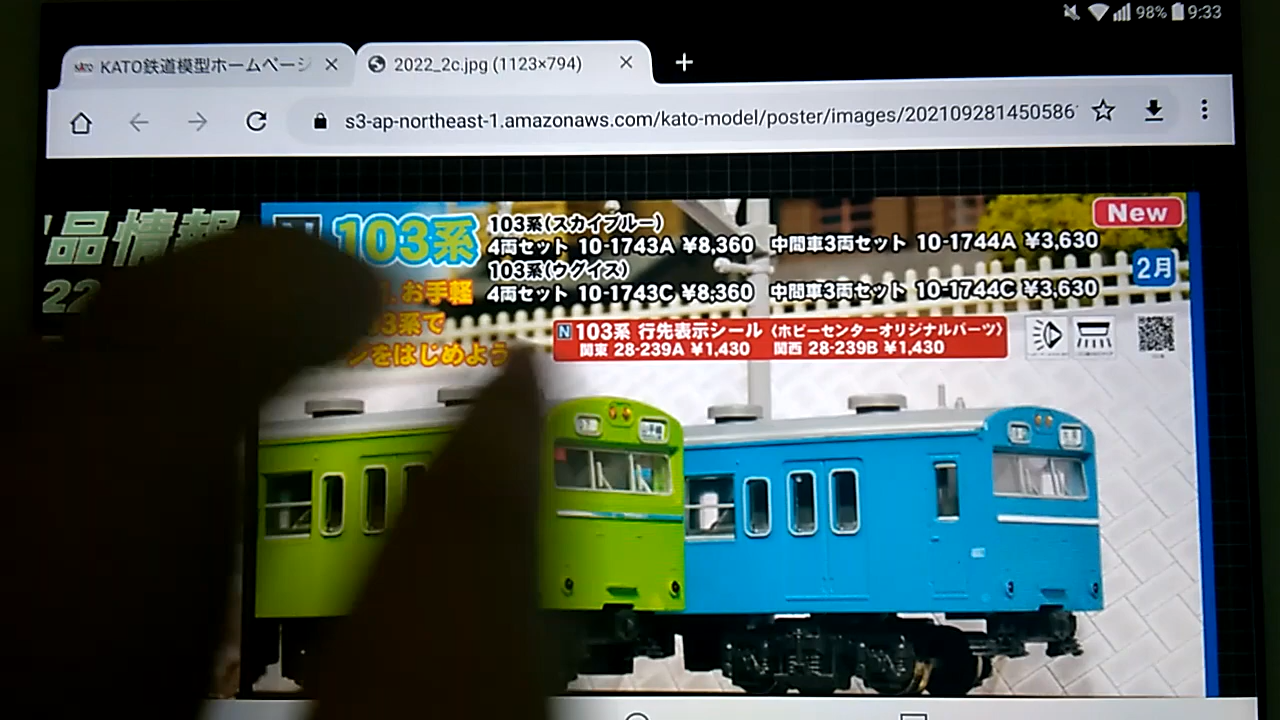 98% 9:33
KATO鉄道模型ホームページ
2022_2c.jpg (1123×794)
s3-ap-northeast-1.amazonaws.com/kato-model/poster/images/202109281450586
品情報
22
N 103系
103系(スカイブルー)
4両セット 10-1743A ¥8,360 中間車3両セット 10-1744A ¥3,630
103系(ウグイス)
4両セット 10-1743C ¥8,360 中間車3両セット 10-1744C ¥3,630
New
2月
お手軽
3系で
ンをはじめよう
N 103系 行先表示シール〈ホビーセンターオリジナルパーツ〉
関東 28-239A ¥1,430 関西 28-239B ¥1,430
山手線